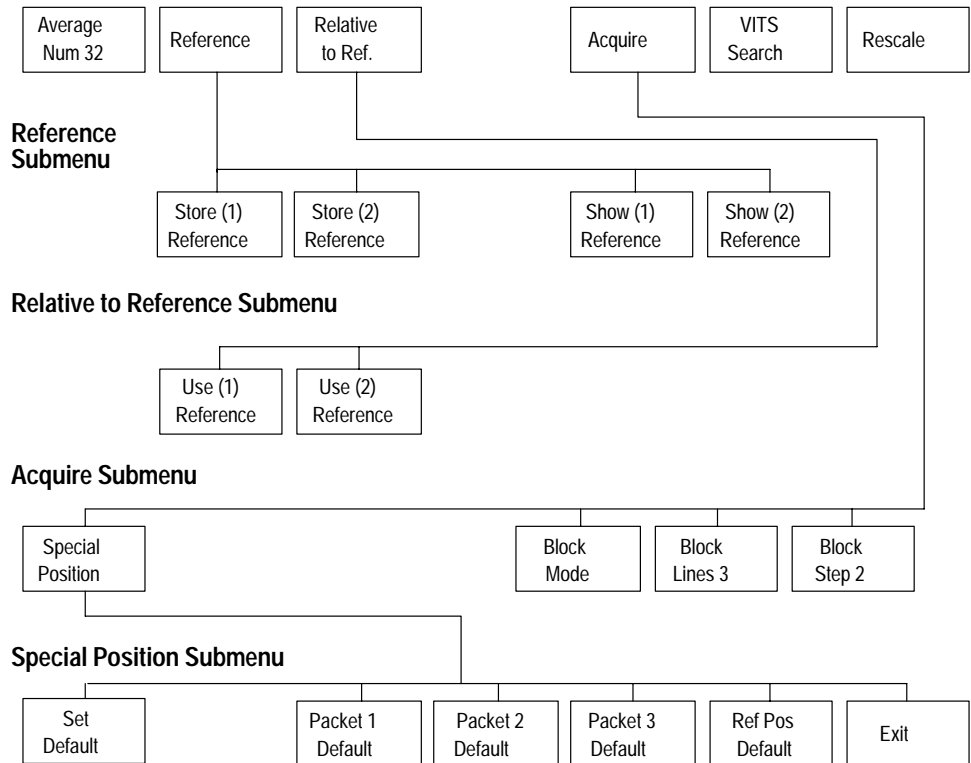 Average
Num 32
Reference
Relative
to Ref.
Acquire
VITS
Search
Rescale
Reference
Submenu
Store (1)
Reference
Store (2)
Reference
Show (1)
Reference
Show (2)
Reference
Relative to Reference Submenu
Use (1)
Reference
Use (2)
Reference
Acquire Submenu
Special
Position
Block
Mode
Block
Lines 3
Block
Step 2
Special Position Submenu
Set
Default
Packet 1
Default
Packet 2
Default
Packet 3
Default
Ref Pos
Default
Exit